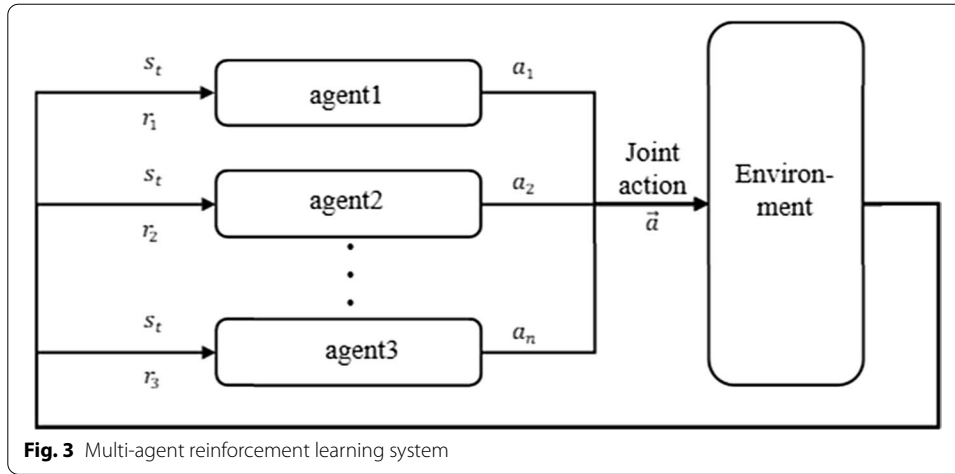 s_t
agent1
a_1
r_1
s_t
agent2
a_2
r_2
Joint
action
\vec{a}
Environ-
ment
s_t
agent3
a_n
r_3
Fig. 3 Multi-agent reinforcement learning system